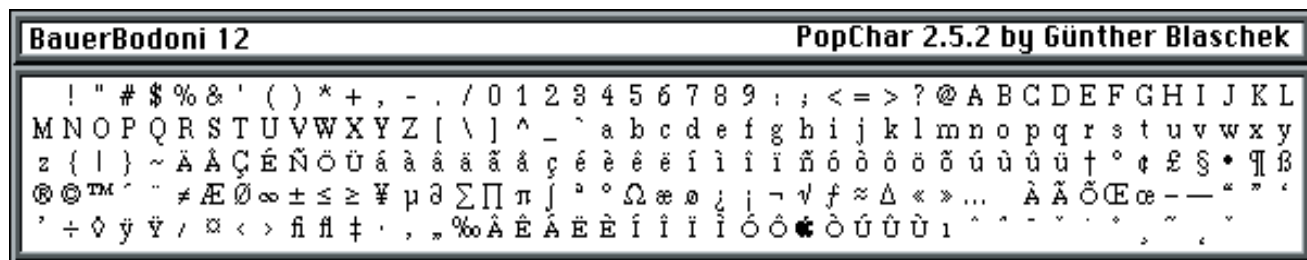 BauerBodoni 12 PopChar 2.5.2 by Günther Blaschek
! " # $ % & ' ( ) * + , - . / 0 1 2 3 4 5 6 7 8 9 : ; < = > ? @ A B C D E F G H I J K L
M N O P Q R S T U V W X Y Z [ \ ] ^ _ ` a b c d e f g h i j k l m n o p q r s t u v w x y
z { | } ~ Ä Å Ç É Ñ Ö Ü á à â ä ã å ç é è ê ë í ì î ï ñ ó ò ô ö õ ú ù û ü † ° ¢ £ § • ¶ ß
® © ™ ´ ¨ ≠ Æ Ø ∞ ± ≤ ≥ ¥ µ ∂ ∑ ∏ π ∫ ª º Ω æ ø ¿ ¡ ¬ √ ƒ ≈ ∆ « » … À Ã Õ Œ œ – — “ ” ‘
’ ÷ ◊ ÿ Ÿ ⁄ ¤ ‹ › fi fl ‡ · ‚ „ ‰ Â Ê Á Ë È Í Î Ï Ì Ó Ô  Ò Ú Û Ù ı ˆ ˜ ¯ ˘ ˙ ˚ ¸ ˝ ˛ ˇ